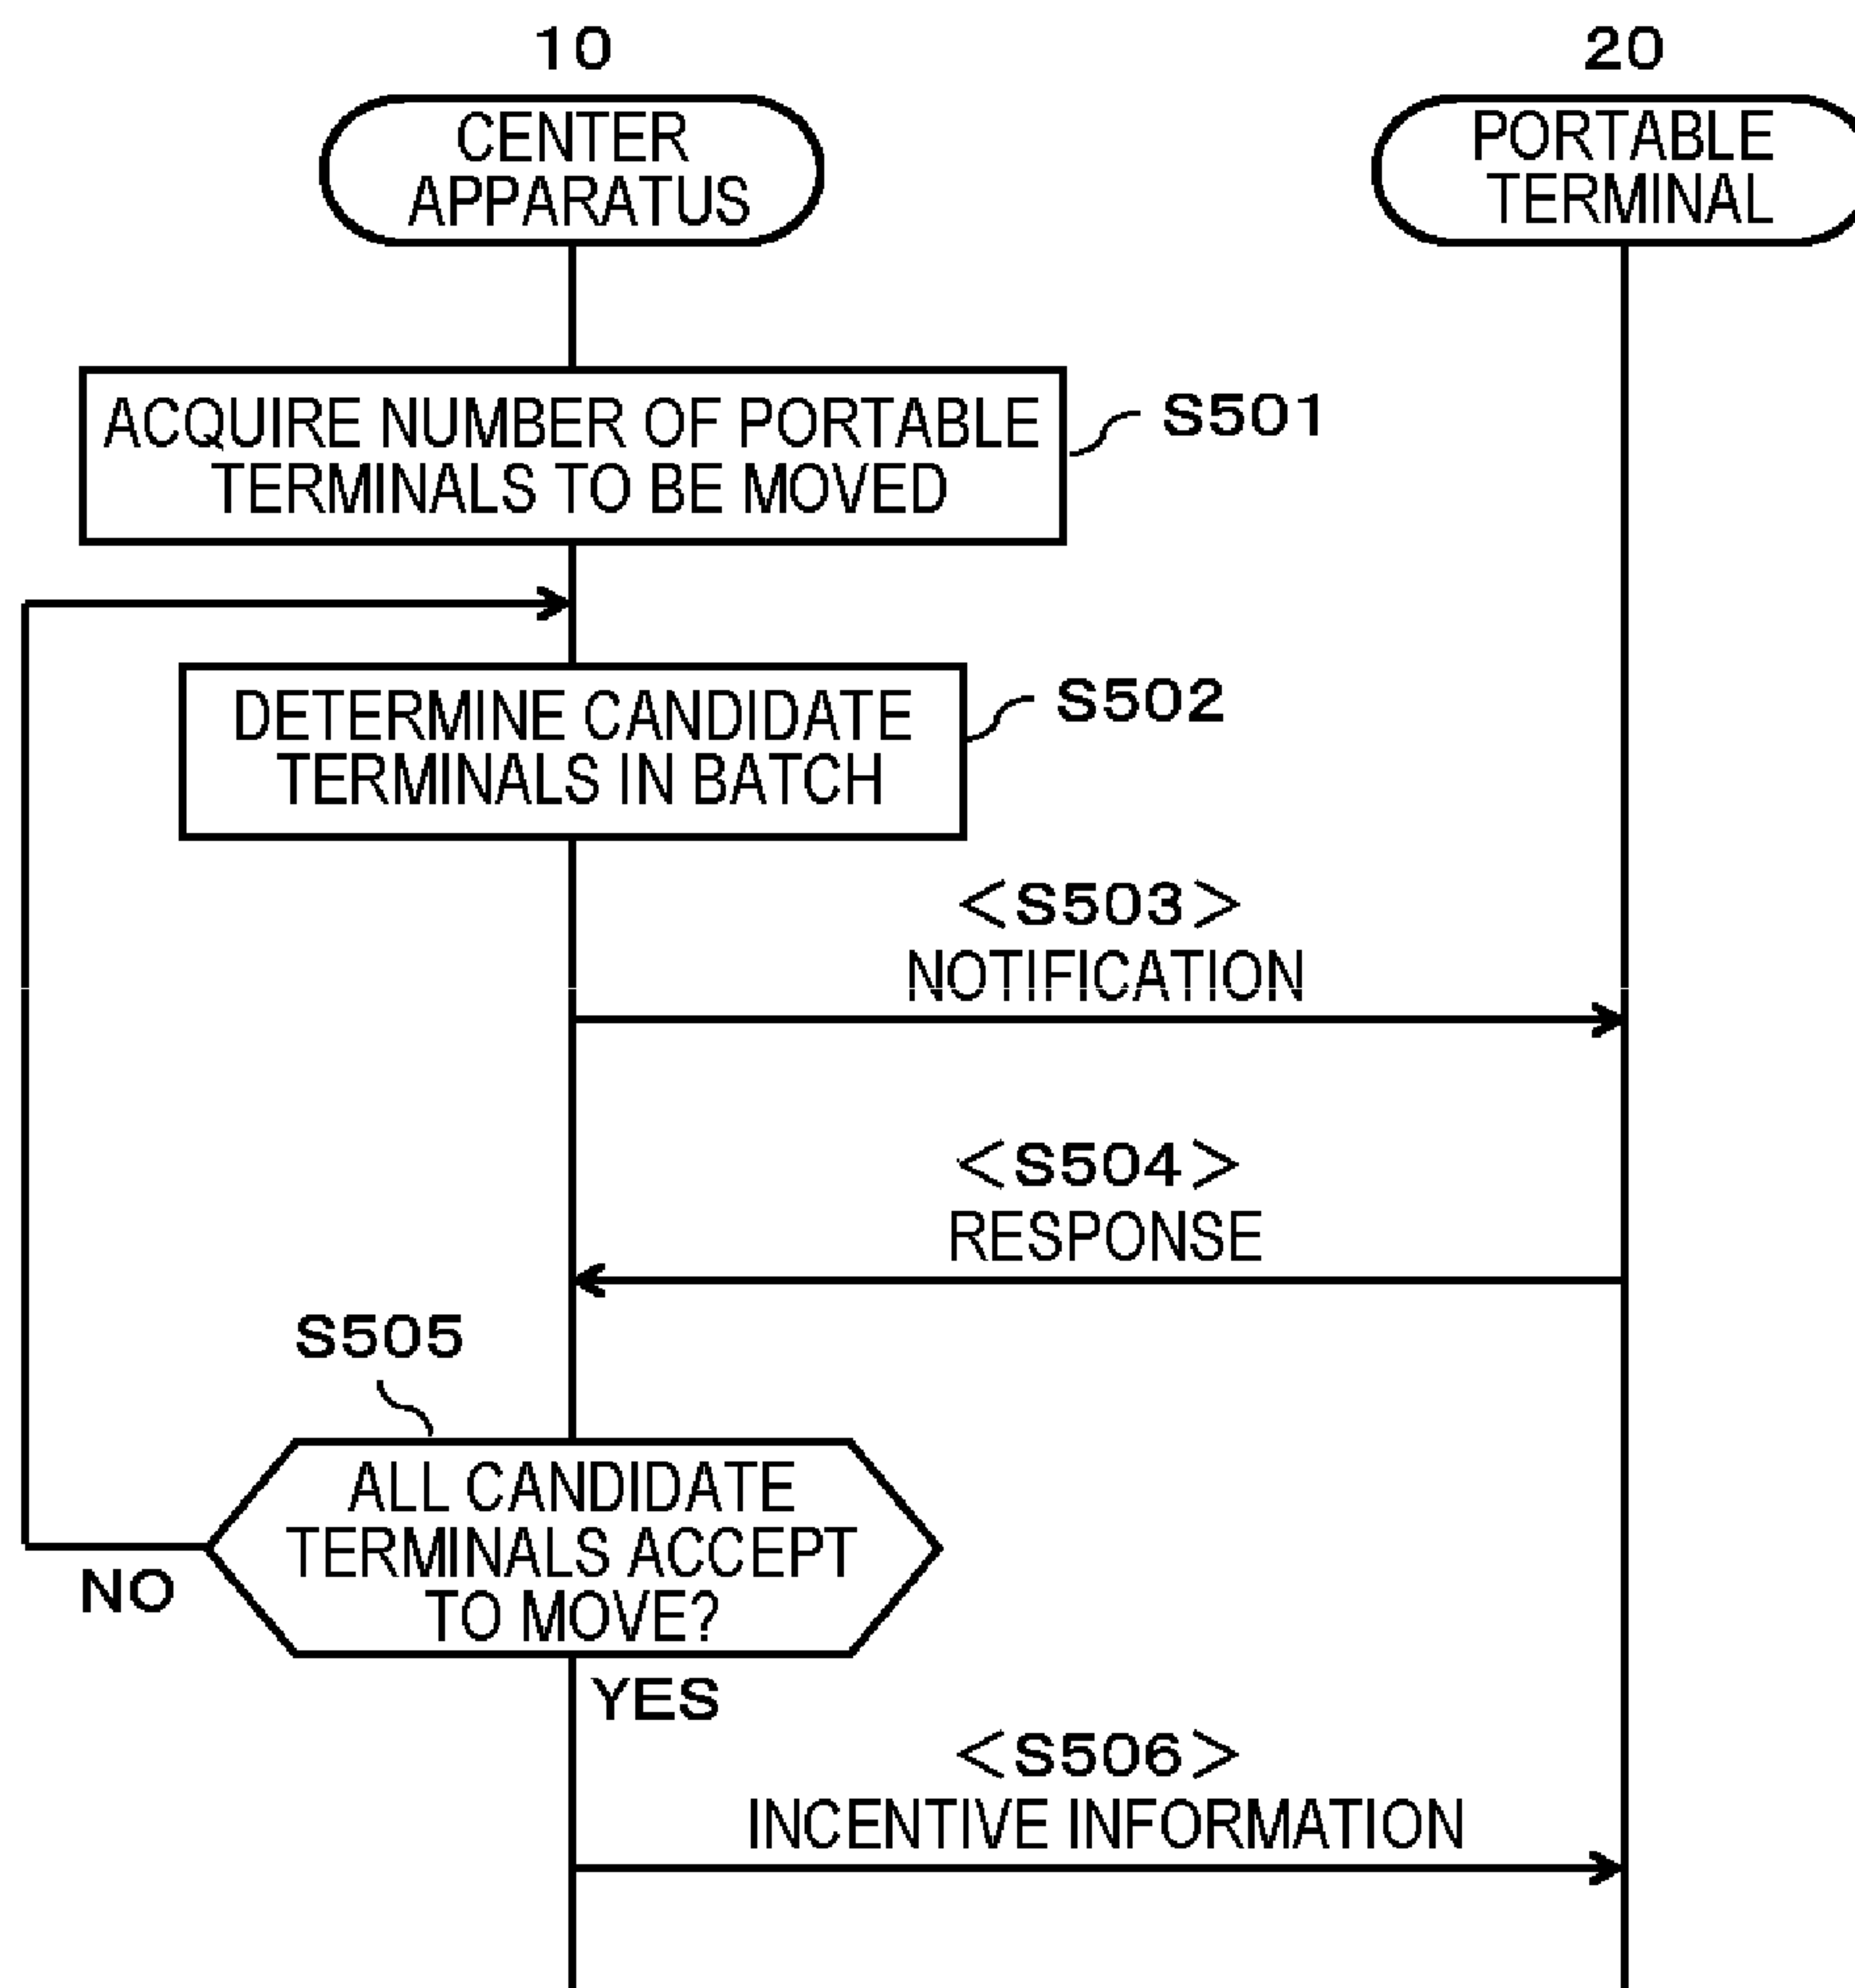 10
CENTER
APPARATUS
20
PORTABLE
TERMINAL
ACQUIRE NUMBER OF PORTABLE
TERMINALS TO BE MOVED
S501
DETERMINE CANDIDATE
TERMINALS IN BATCH
S502
<S503>
NOTIFICATION
<S504>
RESPONSE
S505
ALL CANDIDATE
TERMINALS ACCEPT
TO MOVE?
NO
YES
<S506>
INCENTIVE INFORMATION